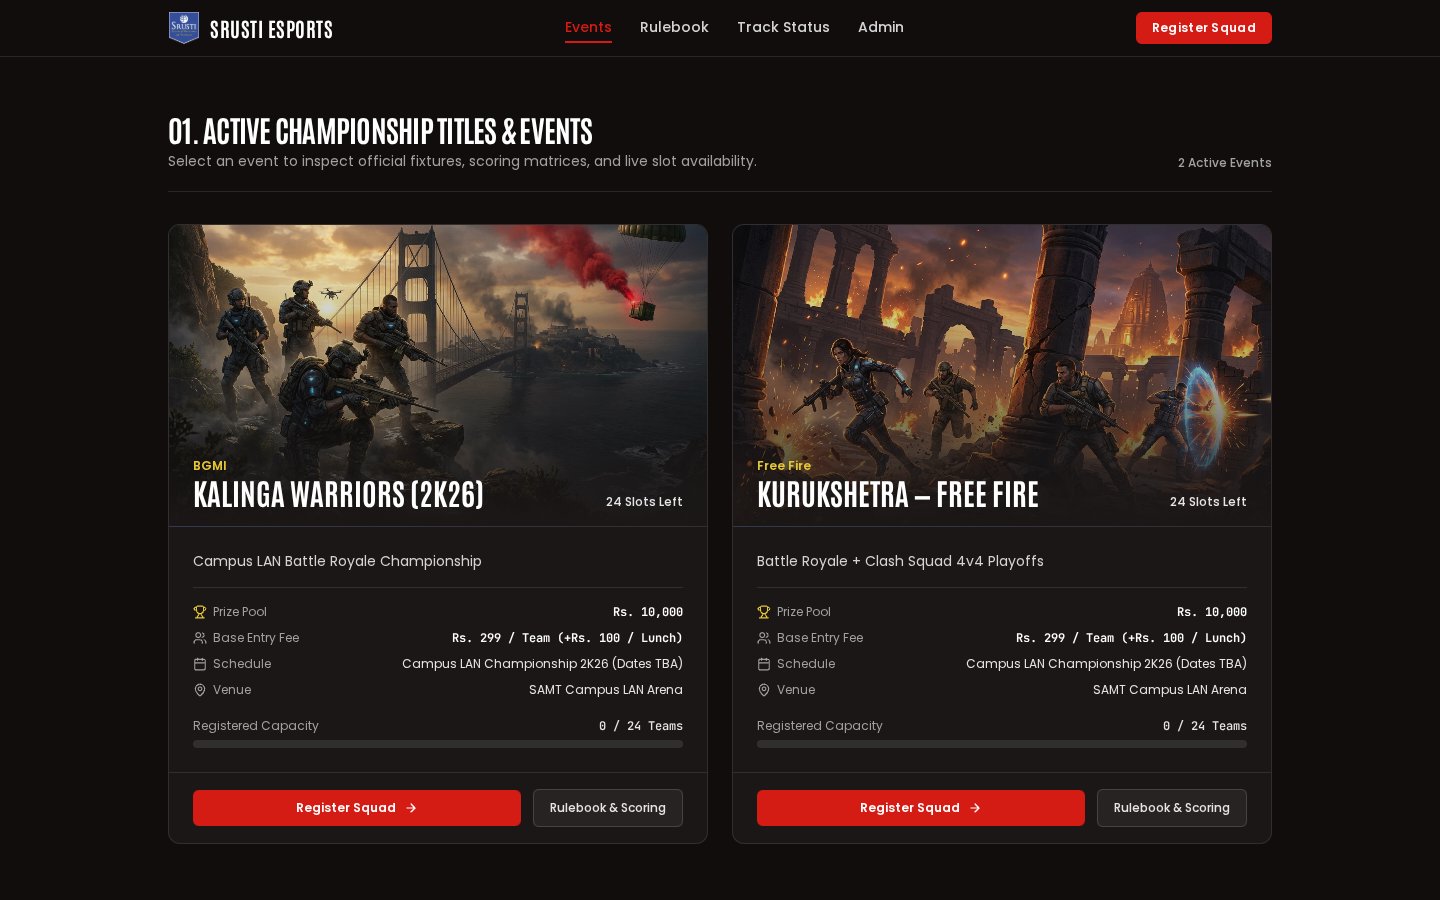 SRUSTI
SRUSTI ESPORTS
Events
Rulebook
Track Status
Admin
Register Squad
01. ACTIVE CHAMPIONSHIP TITLES & EVENTS
Select an event to inspect official fixtures, scoring matrices, and live slot availability.
2 Active Events
BGMI
KALINGA WARRIORS (2K26)
24 Slots Left
Campus LAN Battle Royale Championship
Prize Pool
Rs. 10,000
Base Entry Fee
Rs. 299 / Team (+Rs. 100 / Lunch)
Schedule
Campus LAN Championship 2K26 (Dates TBA)
Venue
SAMT Campus LAN Arena
Registered Capacity
0 / 24 Teams
Register Squad
Rulebook & Scoring
Free Fire
KURUKSHETRA – FREE FIRE
24 Slots Left
Battle Royale + Clash Squad 4v4 Playoffs
Prize Pool
Rs. 10,000
Base Entry Fee
Rs. 299 / Team (+Rs. 100 / Lunch)
Schedule
Campus LAN Championship 2K26 (Dates TBA)
Venue
SAMT Campus LAN Arena
Registered Capacity
0 / 24 Teams
Register Squad
Rulebook & Scoring